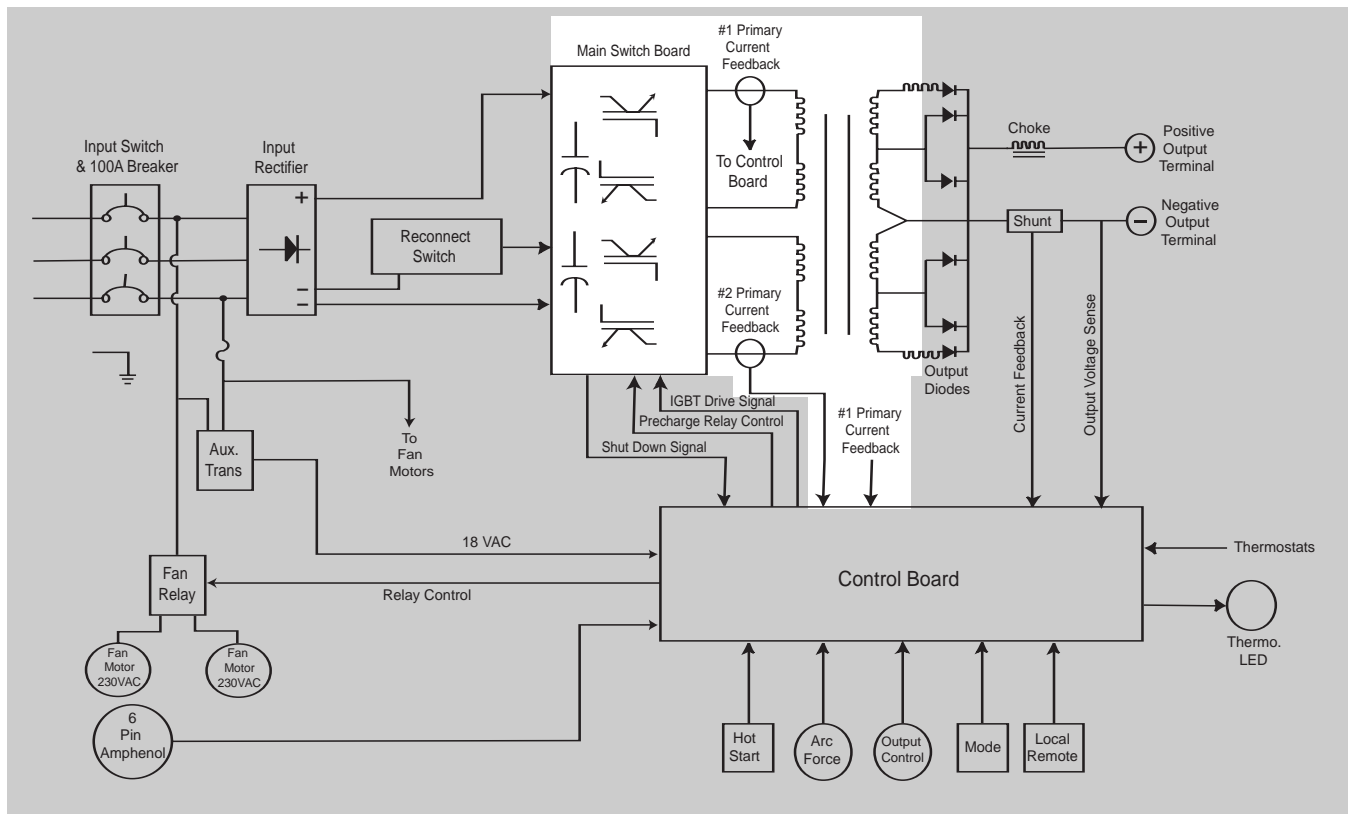 #1 Primary
Current
Feedback
Main Switch Board
To Control
Board
Input Switch
& 100A Breaker
Input
Rectifier
+
−
−
Reconnect
Switch
#2 Primary
Current
Feedback
Choke
Positive
Output
Terminal
+
Negative
Output
Terminal
−
Shunt
Output
Diodes
Current Feedback
Output Voltage Sense
IGBT Drive Signal
Precharge Relay Control
Shut Down Signal
#1 Primary
Current
Feedback
To
Fan
Motors
Aux.
Trans
18 VAC
Fan
Relay
Relay Control
Control Board
Thermostats
Thermo.
LED
Fan
Motor
230VAC
Fan
Motor
230VAC
6
Pin
Amphenol
Hot
Start
Arc
Force
Output
Control
Mode
Local
Remote